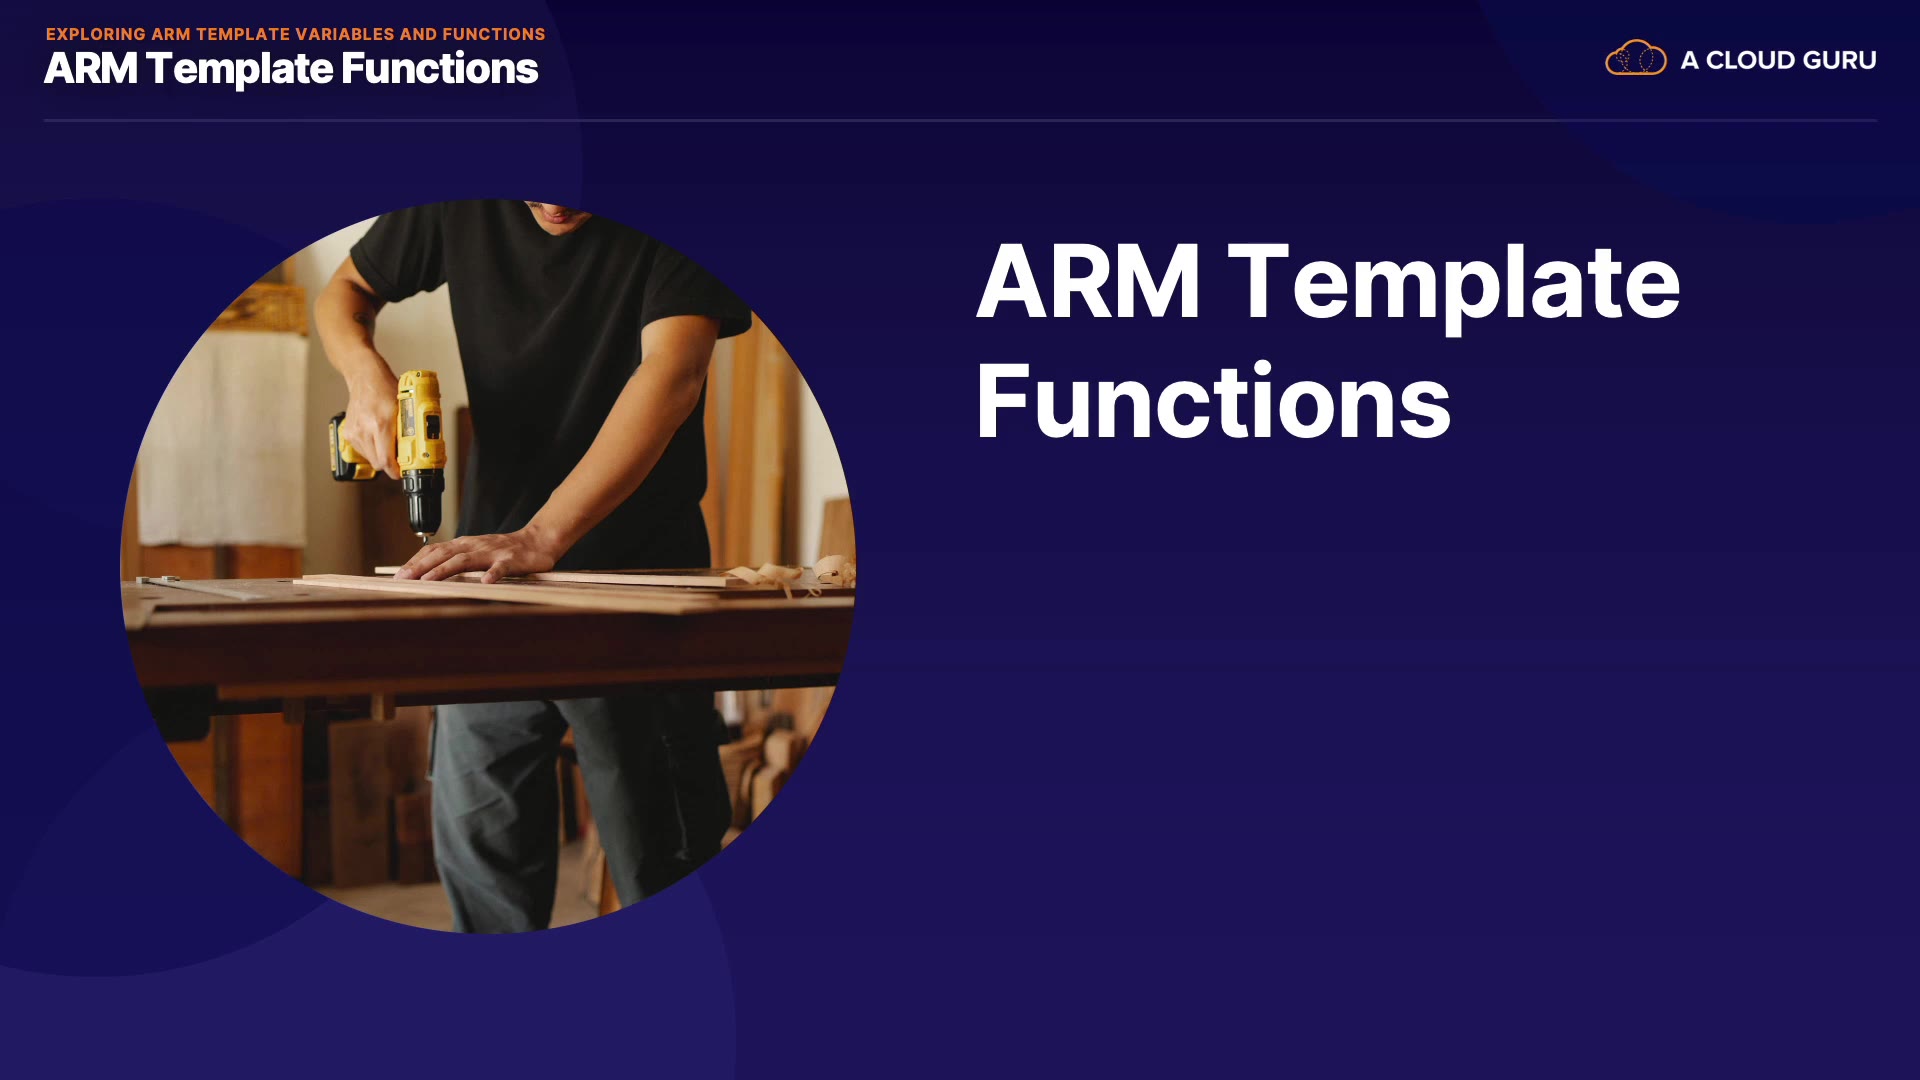 EXPLORING ARM TEMPLATE VARIABLES AND FUNCTIONS
ARM Template Functions
A CLOUD GURU
ARM Template
Functions